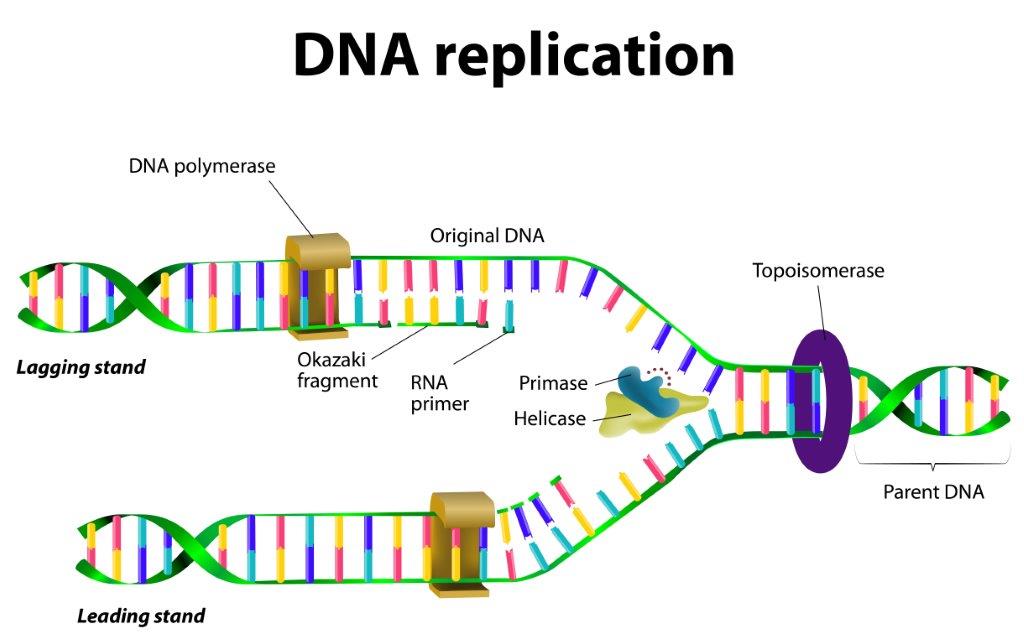 DNA replication
DNA polymerase
Original DNA
Topoisomerase
Lagging stand
Okazaki
fragment
RNA
primer
Primase
Helicase
Parent DNA
Leading stand